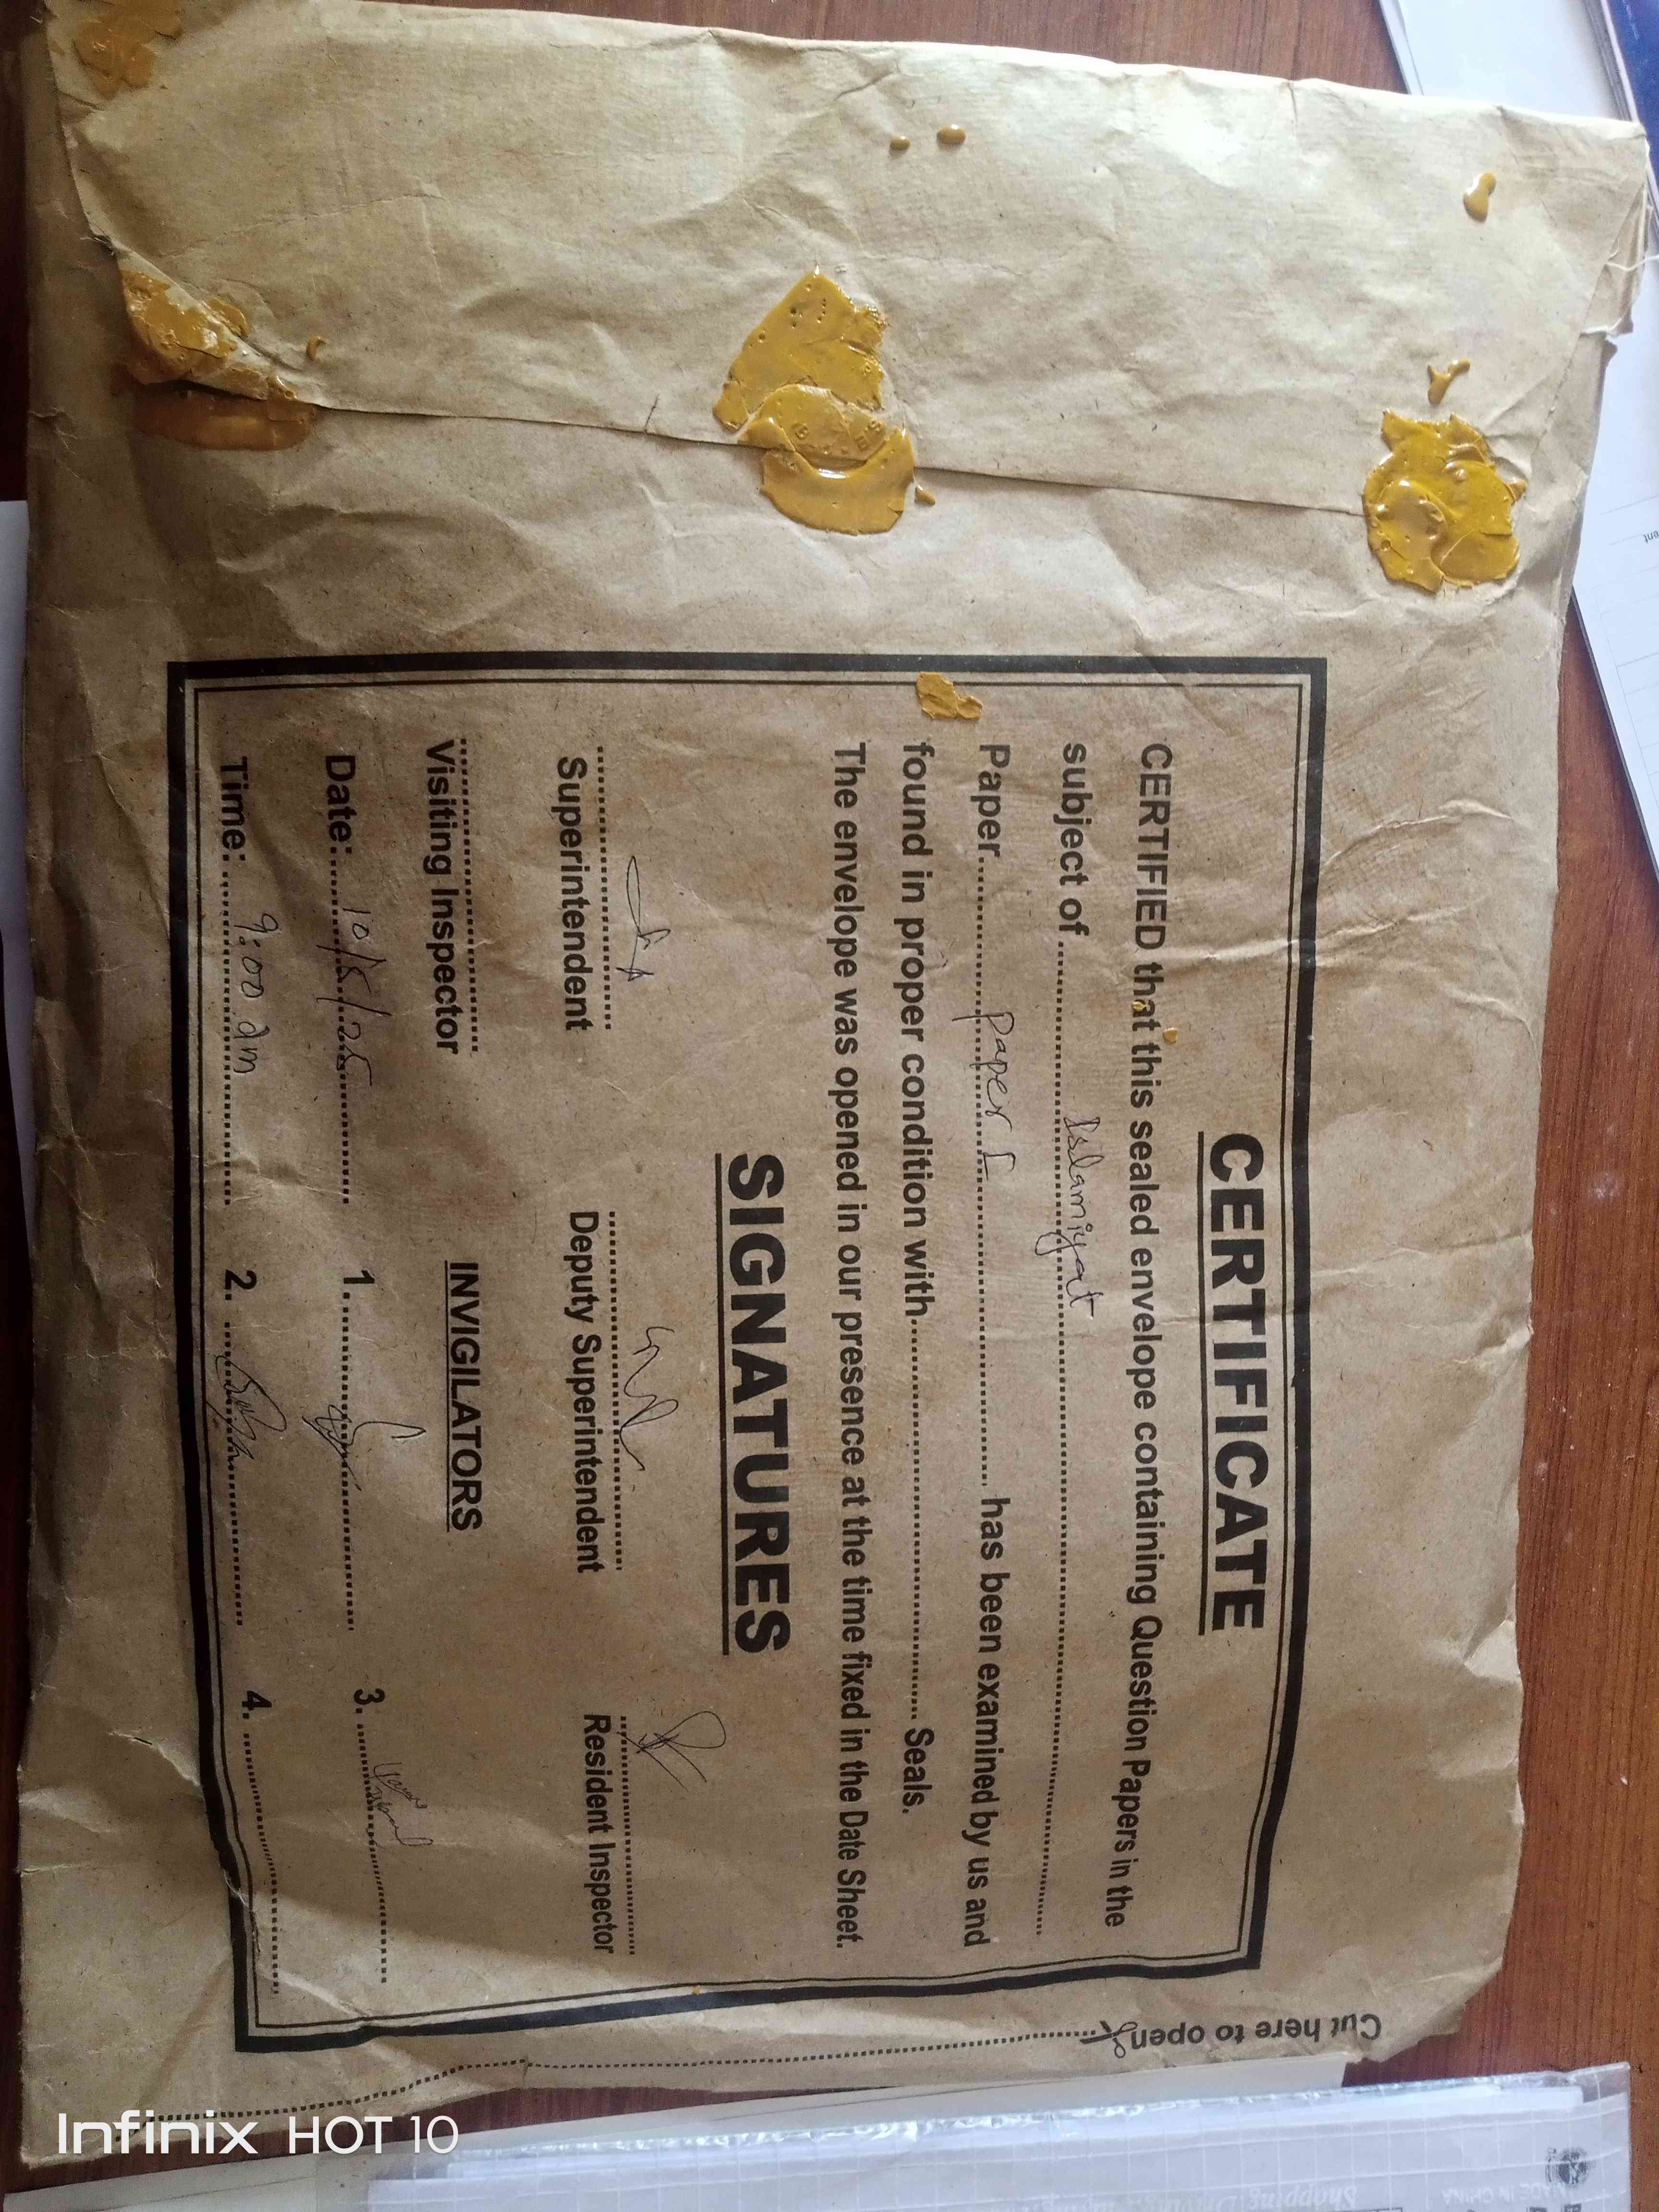 CERTIFICATE
CERTIFIED that this sealed envelope containing Question Papers in the
subject of Islamiyat
Paper Paper I has been examined by us and
found in proper condition with Seals.
The envelope was opened in our presence at the time fixed in the Date Sheet.
SIGNATURES
Superintendent Deputy Superintendent Resident Inspector
Visiting Inspector INVIGILATORS
Date: 10/5/25 1. 3.
Time: 9:00 am 2. 4.
Cut here to open
Infinix HOT 10
MADE IN CHINA